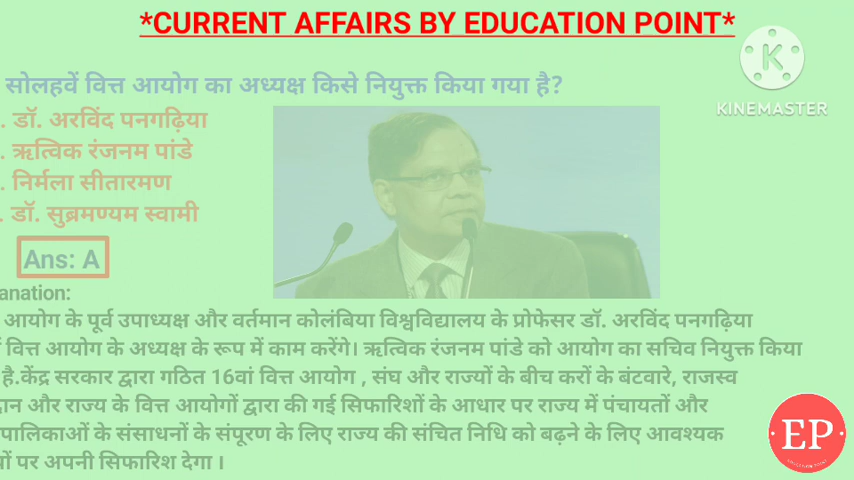 *CURRENT AFFAIRS BY EDUCATION POINT*
KINEMASTER
सोलहवें वित्त आयोग का अध्यक्ष किसे नियुक्त किया गया है?
. डॉ. अरविंद पनगढ़िया
. ऋत्विक रंजनम पांडे
. निर्मला सीतारमण
. डॉ. सुब्रमण्यम स्वामी
Ans: A
anation:
आयोग के पूर्व उपाध्यक्ष और वर्तमान कोलंबिया विश्वविद्यालय के प्रोफेसर डॉ. अरविंद पनगढ़िया
वित्त आयोग के अध्यक्ष के रूप में काम करेंगे। ऋत्विक रंजनम पांडे को आयोग का सचिव नियुक्त किया
है.केंद्र सरकार द्वारा गठित 16वां वित्त आयोग , संघ और राज्यों के बीच करों के बंटवारे, राजस्व
और राज्य के वित्त आयोगों द्वारा की गई सिफारिशों के आधार पर राज्य में पंचायतों और
पालिकाओं के संसाधनों के संपूरण के लिए राज्य की संचित निधि को बढ़ने के लिए आवश्यक
पर अपनी सिफारिश देगा ।
EP